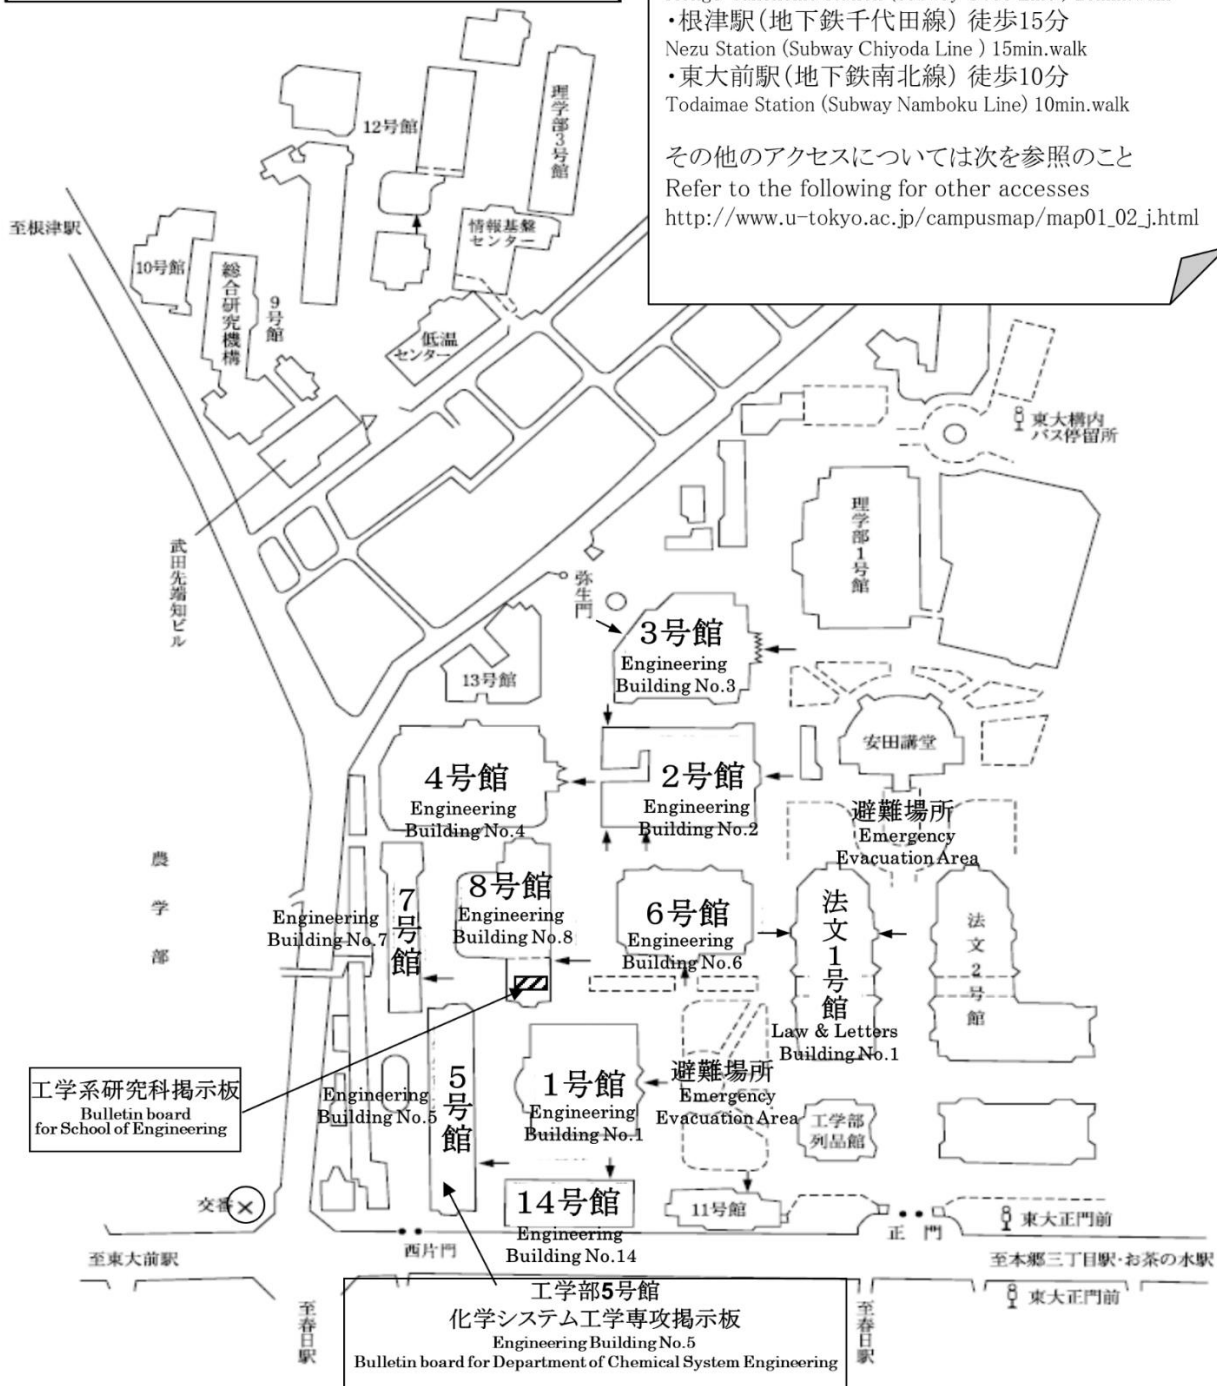 ・根津駅(地下鉄千代田線) 徒歩15分
Nezu Station (Subway Chiyoda Line ) 15min.walk
・東大前駅(地下鉄南北線) 徒歩10分
Todaimae Station (Subway Namboku Line) 10min.walk
その他のアクセスについては次を参照のこと
Refer to the following for other accesses
http://www.u-tokyo.ac.jp/campusmap/map01_02_j.html
12号館
理学部3号館
至根津駅
10号館
総合研究機構
9号館
情報基盤
センター
低温
センター
東大構内
バス停留所
理学部1号館
武田先端知ビル
弥生門
3号館
Engineering
Building No.3
13号館
安田講堂
4号館
Engineering
Building No.4
2号館
Engineering
Building No.2
避難場所
Emergency
Evacuation Area
農学部
7号館
Engineering
Building No.7
8号館
Engineering
Building No.8
6号館
Engineering
Building No.6
法文1号館
Law & Letters
Building No.1
法文2号館
工学系研究科掲示板
Bulletin board
for School of Engineering
5号館
Engineering
Building No.5
1号館
Engineering
Building No.1
避難場所
Emergency
Evacuation Area
工学部
列品館
交番
14号館
Engineering
Building No.14
11号館
西片門
正門
東大正門前
至東大前駅
至本郷三丁目駅・お茶の水駅
東大正門前
至春日駅
至春日駅
工学部5号館
化学システム工学専攻掲示板
Engineering Building No.5
Bulletin board for Department of Chemical System Engineering